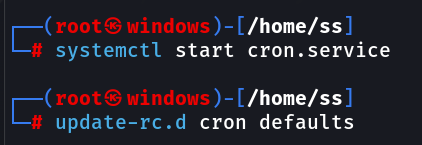 ┌──(root㉿windows)-[/home/ss]
└─# systemctl start cron.service
┌──(root㉿windows)-[/home/ss]
└─# update-rc.d cron defaults